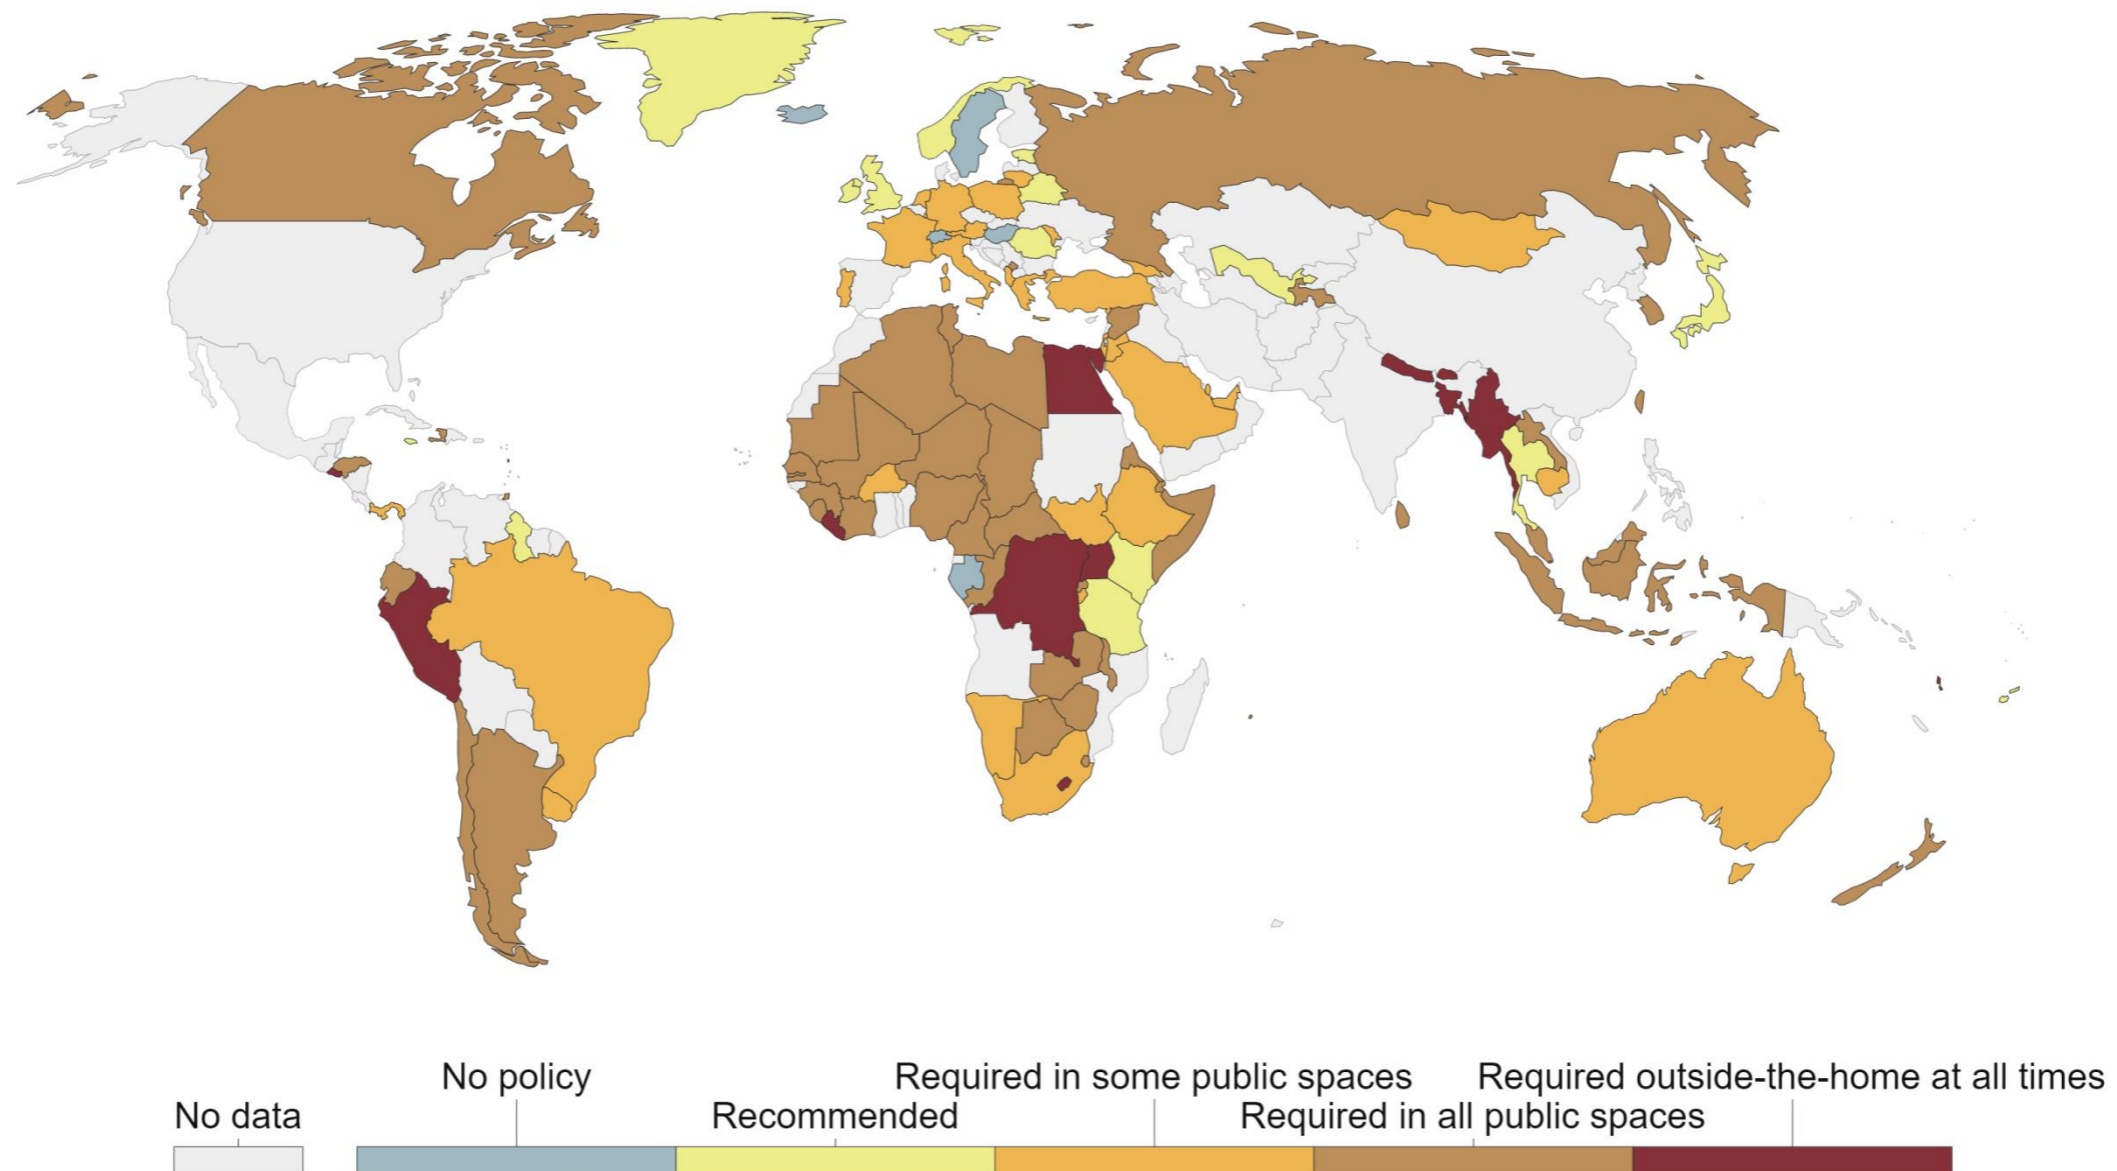 No policy
Required in some public spaces
Required outside-the-home at all times
No data
Recommended
Required in all public spaces